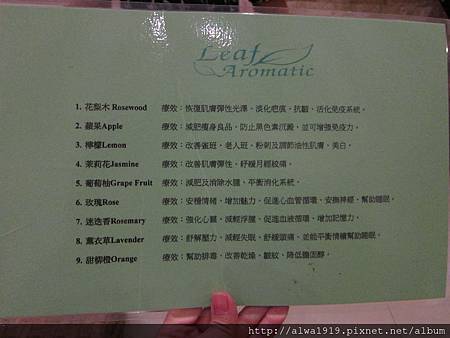 Leaf
Aromatic
1. 花梨木 Rosewood 療效：恢復肌膚彈性光澤、淡化疤痕、抗皺、活化免疫系統。
2. 蘋果Apple 療效：減肥瘦身良品、防止黑色素沉澱、並可增強免疫力。
3. 檸檬Lemon 療效：改善雀斑、老人斑、粉刺及調節油性肌膚、美白。
4. 茉莉花Jasmine 療效：改善肌膚彈性、紓緩月經絞痛。
5. 葡萄柚Grape Fruit 療效：減肥及消除水腫、平衡消化系統。
6. 玫瑰Rose 療效：安穩情緒、增加魅力、促進心血管循環、安撫神經、幫助睡眠。
7. 迷迭香Rosemary 療效：強化心臟、減輕浮腫、促進血液循環、增加記憶力。
8. 薰衣草Lavender 療效：舒解壓力、減輕失眠、舒緩頭痛、並能平衡情緒幫助睡眠。
9. 甜柳橙Orange 療效：幫助排毒、改善乾燥、皺紋、降低膽固醇。
http://alwa1919.pixnet.net/album